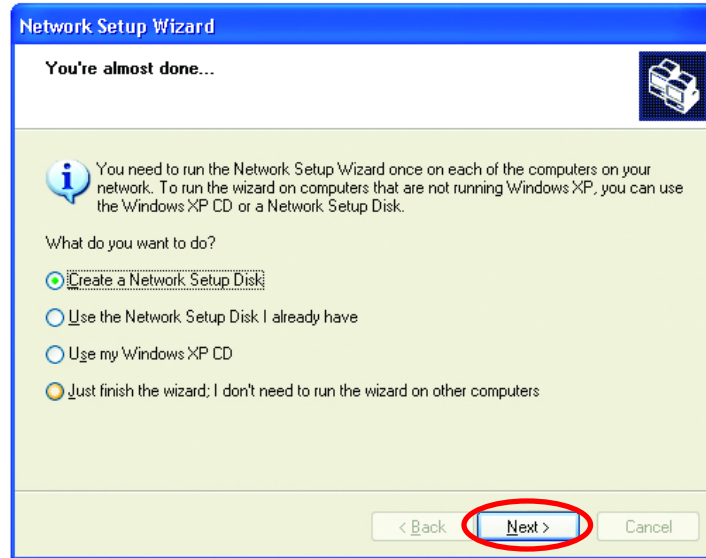 Network Setup Wizard
You're almost done...
You need to run the Network Setup Wizard once on each of the computers on your
network. To run the wizard on computers that are not running Windows XP, you can use
the Windows XP CD or a Network Setup Disk.
What do you want to do?
Create a Network Setup Disk
Use the Network Setup Disk I already have
Use my Windows XP CD
Just finish the wizard; I don't need to run the wizard on other computers
< Back Next > Cancel